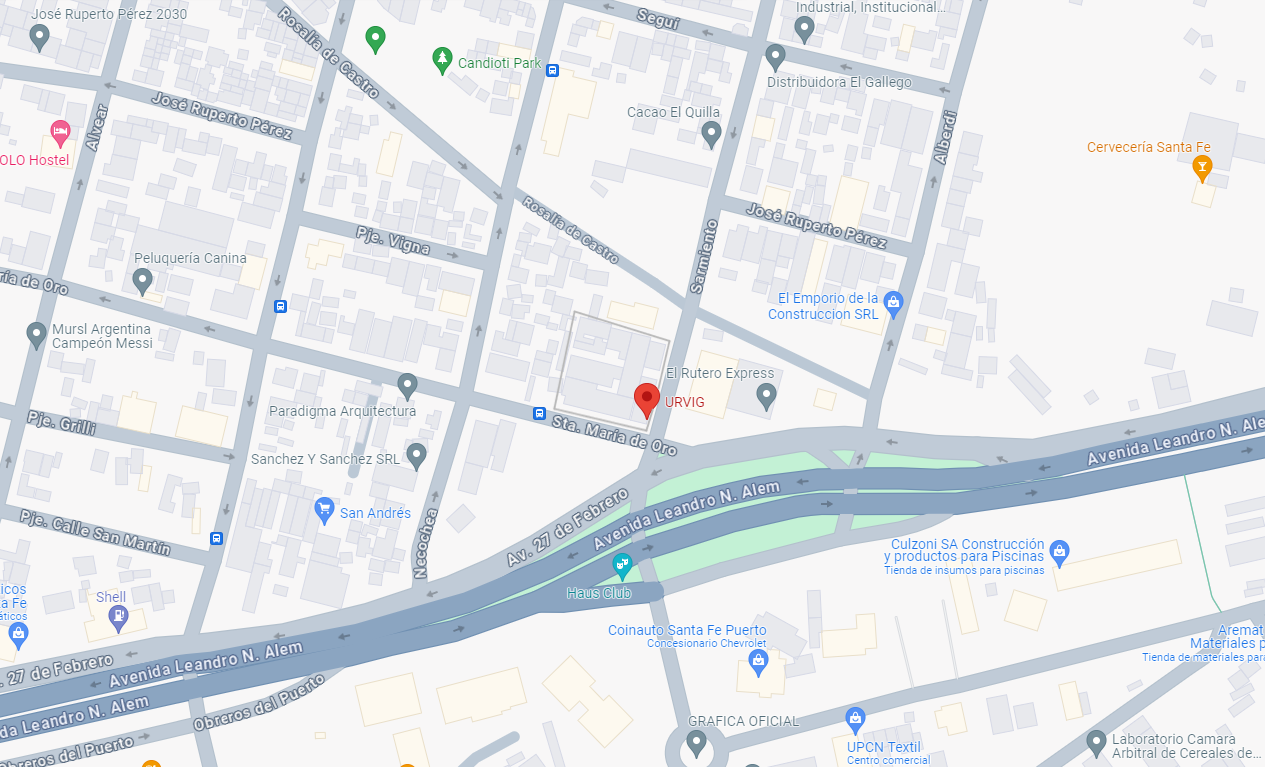 José Ruperto Pérez 2030
Rosalía de Castro
Seguí
Industrial, Institucional...
Candioti Park
Distribuidora El Gallego
José Ruperto Pérez
Alvear
Cacao El Quilla
Alberdi
OLO Hostel
Cervecería Santa Fe
Rosalía de Castro
José Ruperto Pérez
Pje. Vigna
Sarmiento
Peluquería Canina
ría de Oro
El Emporio de la
Construccion SRL
Mursl Argentina
Campeón Messi
El Rutero Express
URVIG
Paradigma Arquitectura
Sta. María de Oro
Pje. Grilli
Avenida Leandro N. Ale
Sanchez Y Sanchez SRL
Avenida Leandro N. Alem
Av. 27 de Febrero
San Andrés
Pje. Calle San Martín
Necochea
Culzoni SA Construcción
y productos para Piscinas
Tienda de insumos para piscinas
Haus Club
icos
a Fe
áticos
Shell
Coinauto Santa Fe Puerto
Concesionario Chevrolet
Aremat
Materiales p
Tienda de materiales para
. 27 de Febrero
Avenida Leandro N. Alem
nida Leandro N. Alem
Obreros del Puerto
Obreros del Puerto
GRAFICA OFICIAL
UPCN Textil
Centro comercial
Laboratorio Camara
Arbitral de Cereales de...